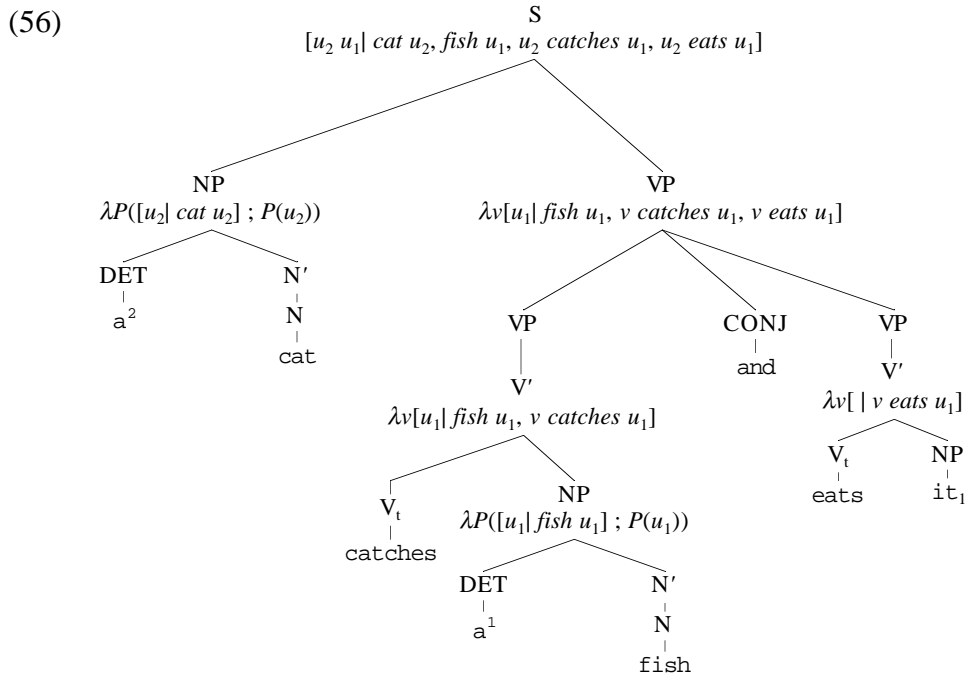 (56)
S
[u₂ u₁| cat u₂, fish u₁, u₂ catches u₁, u₂ eats u₁]
NP VP
λP([u₂| cat u₂] ; P(u₂)) λv[u₁| fish u₁, v catches u₁, v eats u₁]
DET N′
a² N
cat
VP CONJ VP
and
V′ V′
λv[u₁| fish u₁, v catches u₁] λv[ | v eats u₁]
Vₜ NP
eats it₁
Vₜ NP
catches λP([u₁| fish u₁] ; P(u₁))
DET N′
a¹ N
fish